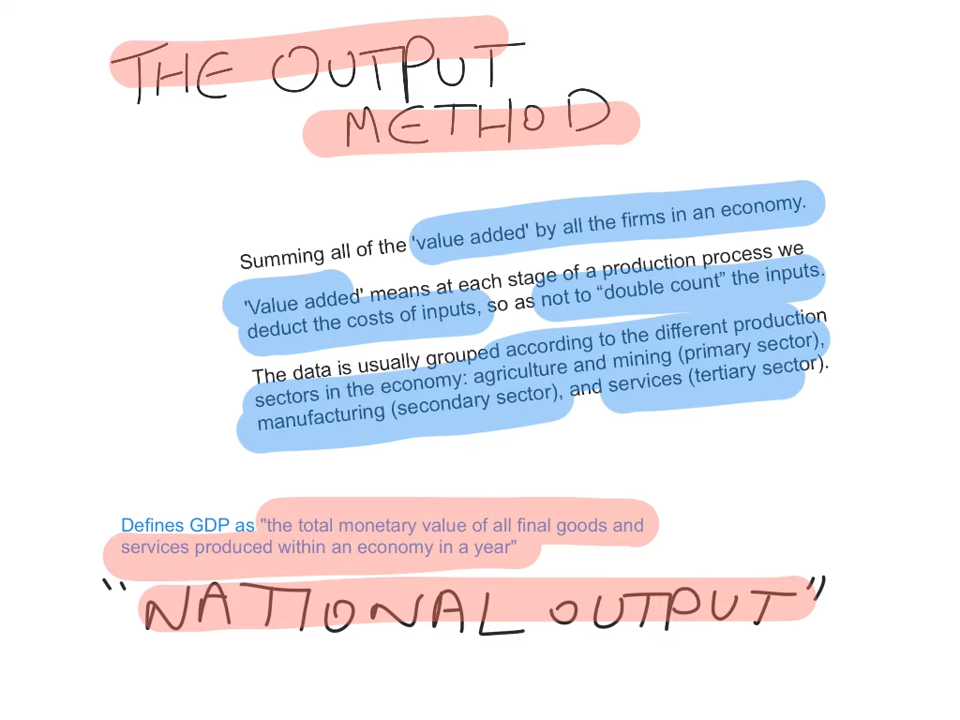 THE OUTPUT
METHOD
Summing all of the 'value added' by all the firms in an economy.
'Value added' means at each stage of a production process we
deduct the costs of inputs, so as not to “double count” the inputs.
The data is usually grouped according to the different production
sectors in the economy: agriculture and mining (primary sector),
manufacturing (secondary sector), and services (tertiary sector).
Defines GDP as "the total monetary value of all final goods and
services produced within an economy in a year"
"NATIONAL OUTPUT"